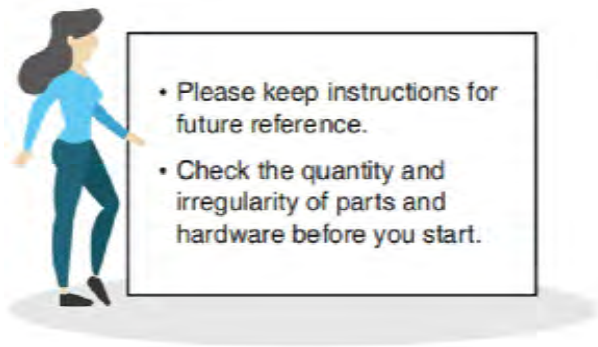 • Please keep instructions for
future reference.
• Check the quantity and
irregularity of parts and
hardware before you start.